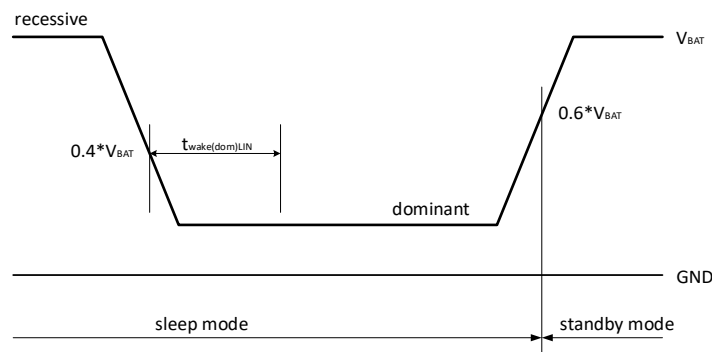 recessive
VBAT
0.4*VBAT
twake(dom)LIN
0.6*VBAT
dominant
GND
sleep mode
standby mode